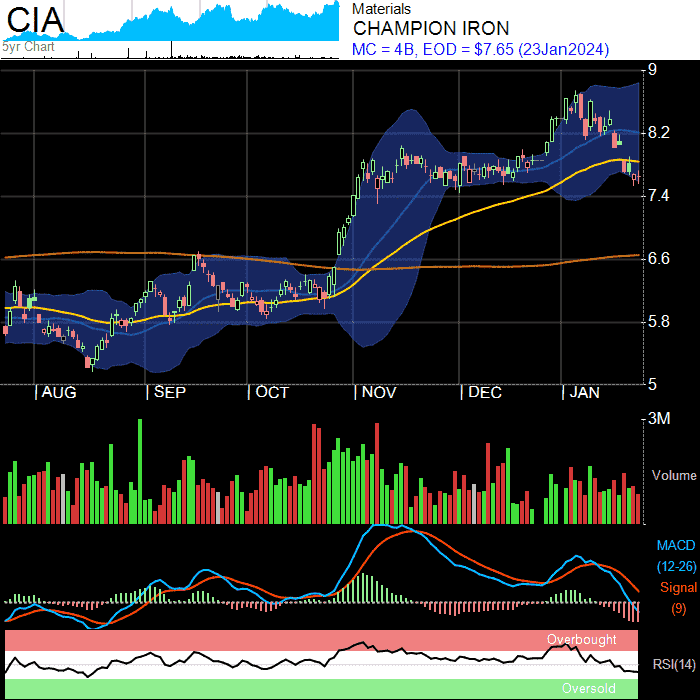 CIA
5yr Chart
Materials
CHAMPION IRON
MC = 4B, EOD = $7.65 (23Jan2024)
9
8.2
7.4
6.6
5.8
5
| AUG | SEP | OCT | NOV | DEC | JAN
3M
Volume
MACD
(12-26)
Signal
(9)
Overbought
RSI(14)
Oversold